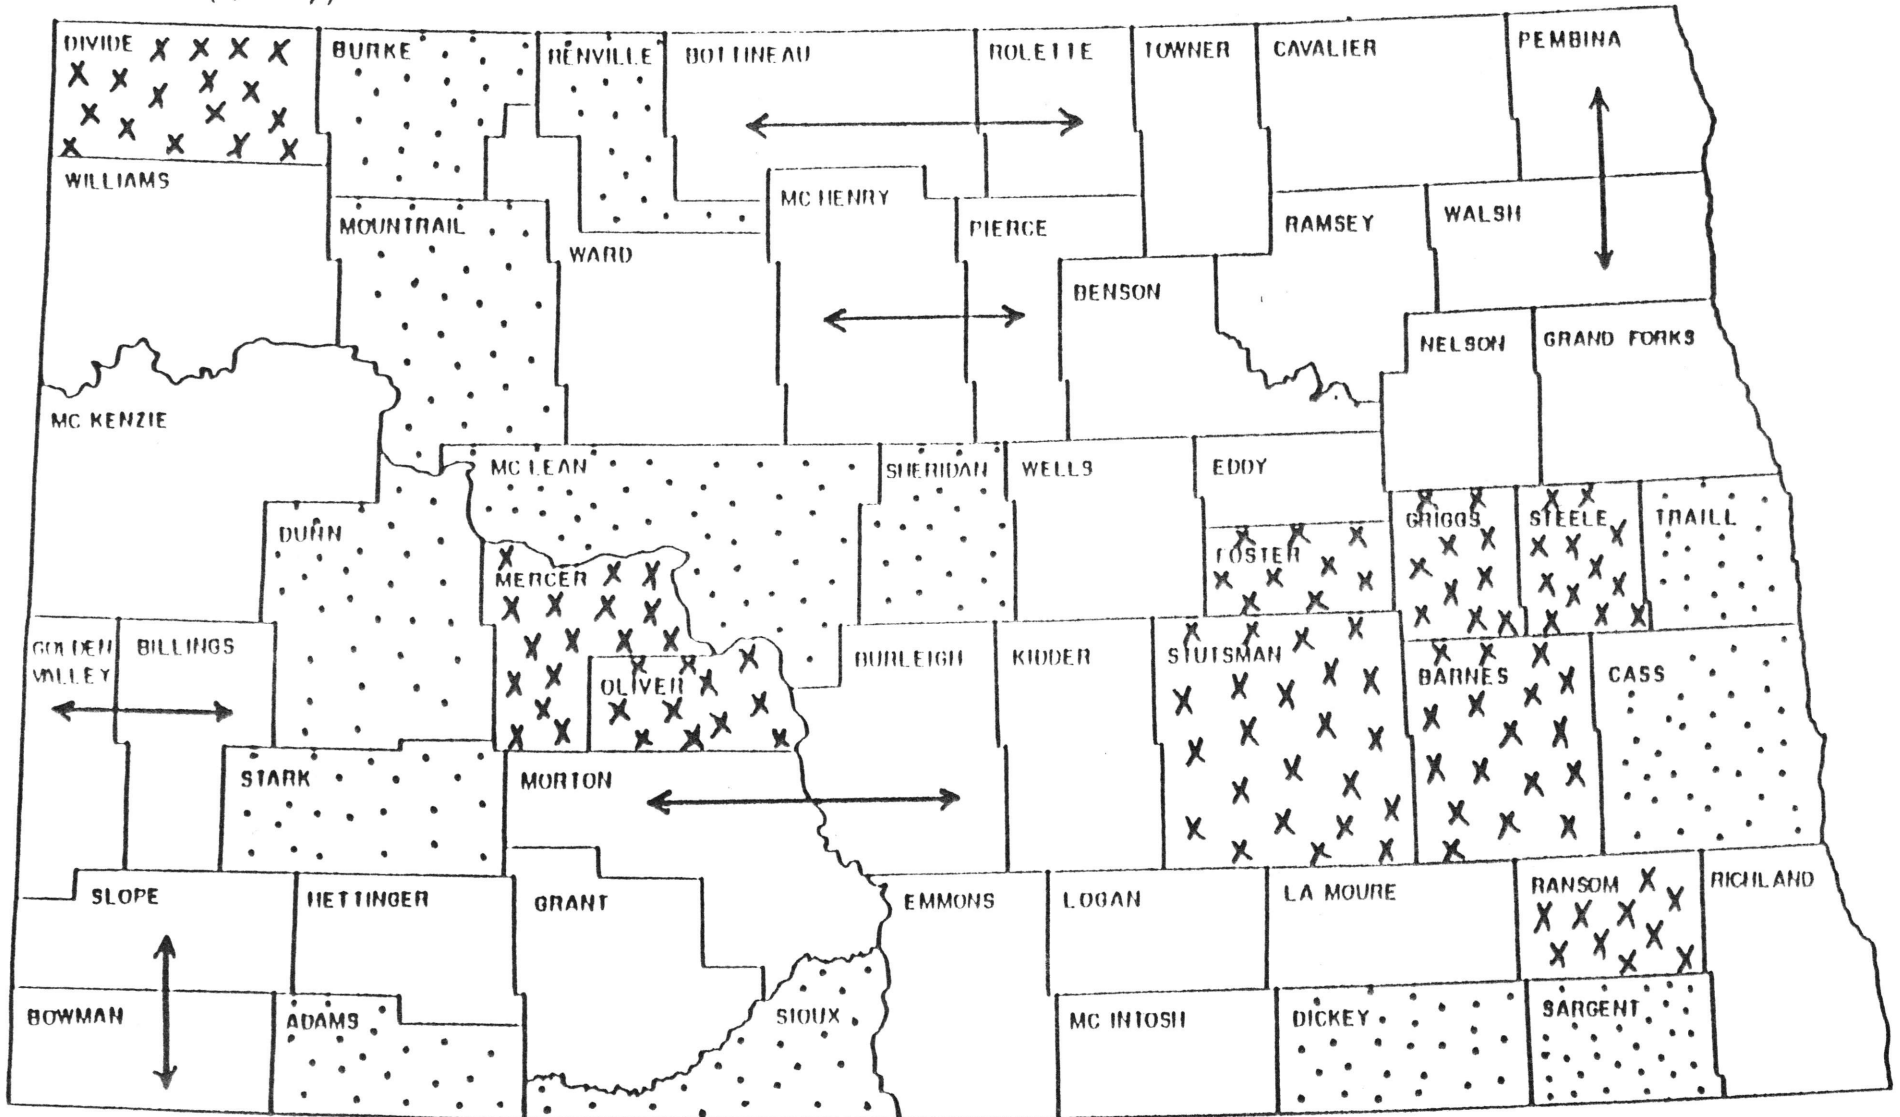 DIVIDE
BURKE
RENVILLE
BOTTINEAU
ROLETTE
TOWNER
CAVALIER
PEMBINA
WILLIAMS
MOUNTRAIL
WARD
MC HENRY
PIERCE
BENSON
RAMSEY
WALSH
NELSON
GRAND FORKS
MC KENZIE
DUNN
MC LEAN
SHERIDAN
WELLS
EDDY
FOSTER
GRIGGS
STEELE
TRAILL
MERCER
OLIVER
GOLDEN
VALLEY
BILLINGS
BURLEIGH
KIDDER
STUTSMAN
BARNES
CASS
STARK
MORTON
SLOPE
HETTINGER
GRANT
EMMONS
LOGAN
LA MOURE
RANSOM
RICHLAND
BOWMAN
ADAMS
SIOUX
MC INTOSH
DICKEY
SARGENT